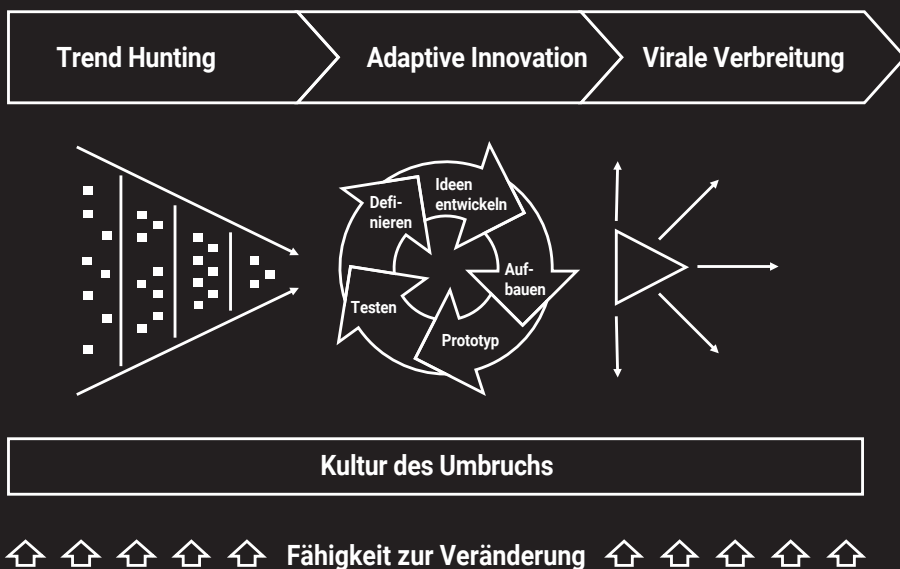 Trend Hunting
Adaptive Innovation
Virale Verbreitung
Defi-
nieren
Ideen
entwickeln
Auf-
bauen
Prototyp
Testen
Kultur des Umbruchs
Fähigkeit zur Veränderung